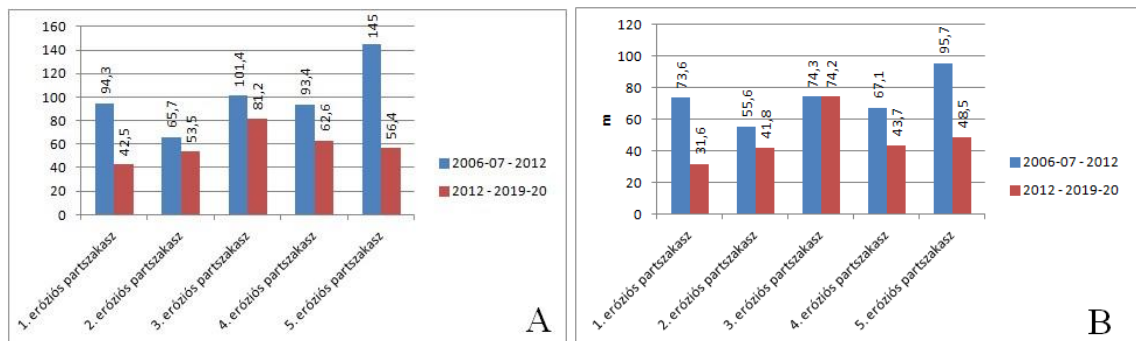 160
140
120
100
80
60
40
20
0
94,3
42,5
65,7
53,5
101,4
81,2
93,4
62,6
145
56,4
1. eróziós partszakasz
2. eróziós partszakasz
3. eróziós partszakasz
4. eróziós partszakasz
5. eróziós partszakasz
2006-07 - 2012
2012 - 2019-20
A
m
120
100
80
60
40
20
0
73,6
31,6
55,6
41,8
74,3
74,2
67,1
43,7
95,7
48,5
1. eróziós partszakasz
2. eróziós partszakasz
3. eróziós partszakasz
4. eróziós partszakasz
5. eróziós partszakasz
2006-07 - 2012
2012 - 2019-20
B